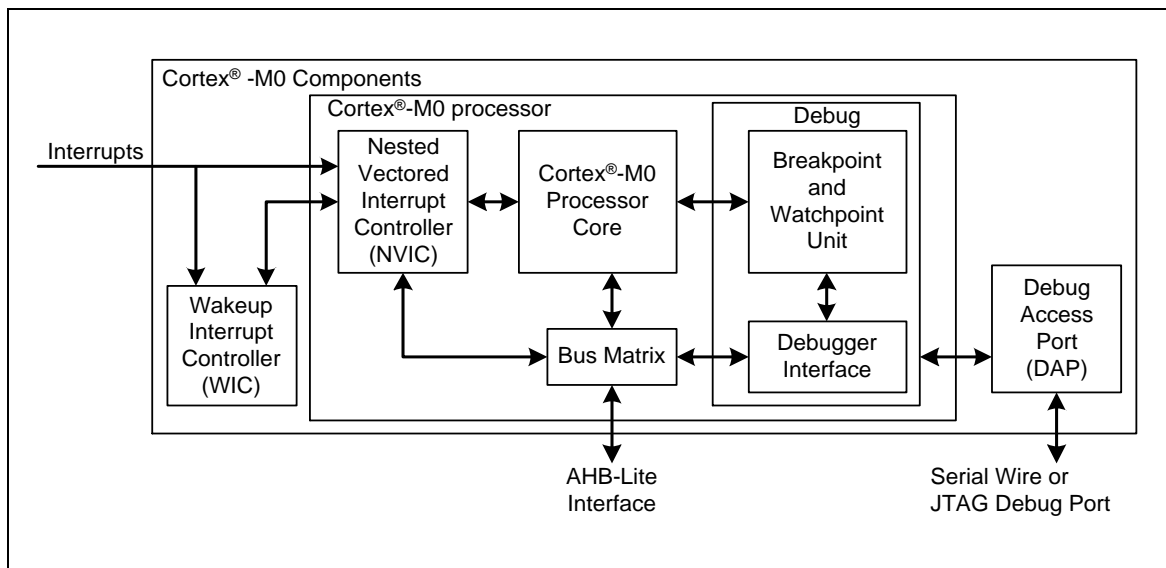 Cortex® -M0 Components
Cortex®-M0 processor
Debug
Interrupts
Nested
Vectored
Interrupt
Controller
(NVIC)
Cortex®-M0
Processor
Core
Breakpoint
and
Watchpoint
Unit
Wakeup
Interrupt
Controller
(WIC)
Bus Matrix
Debugger
Interface
Debug
Access
Port
(DAP)
AHB-Lite
Interface
Serial Wire or
JTAG Debug Port